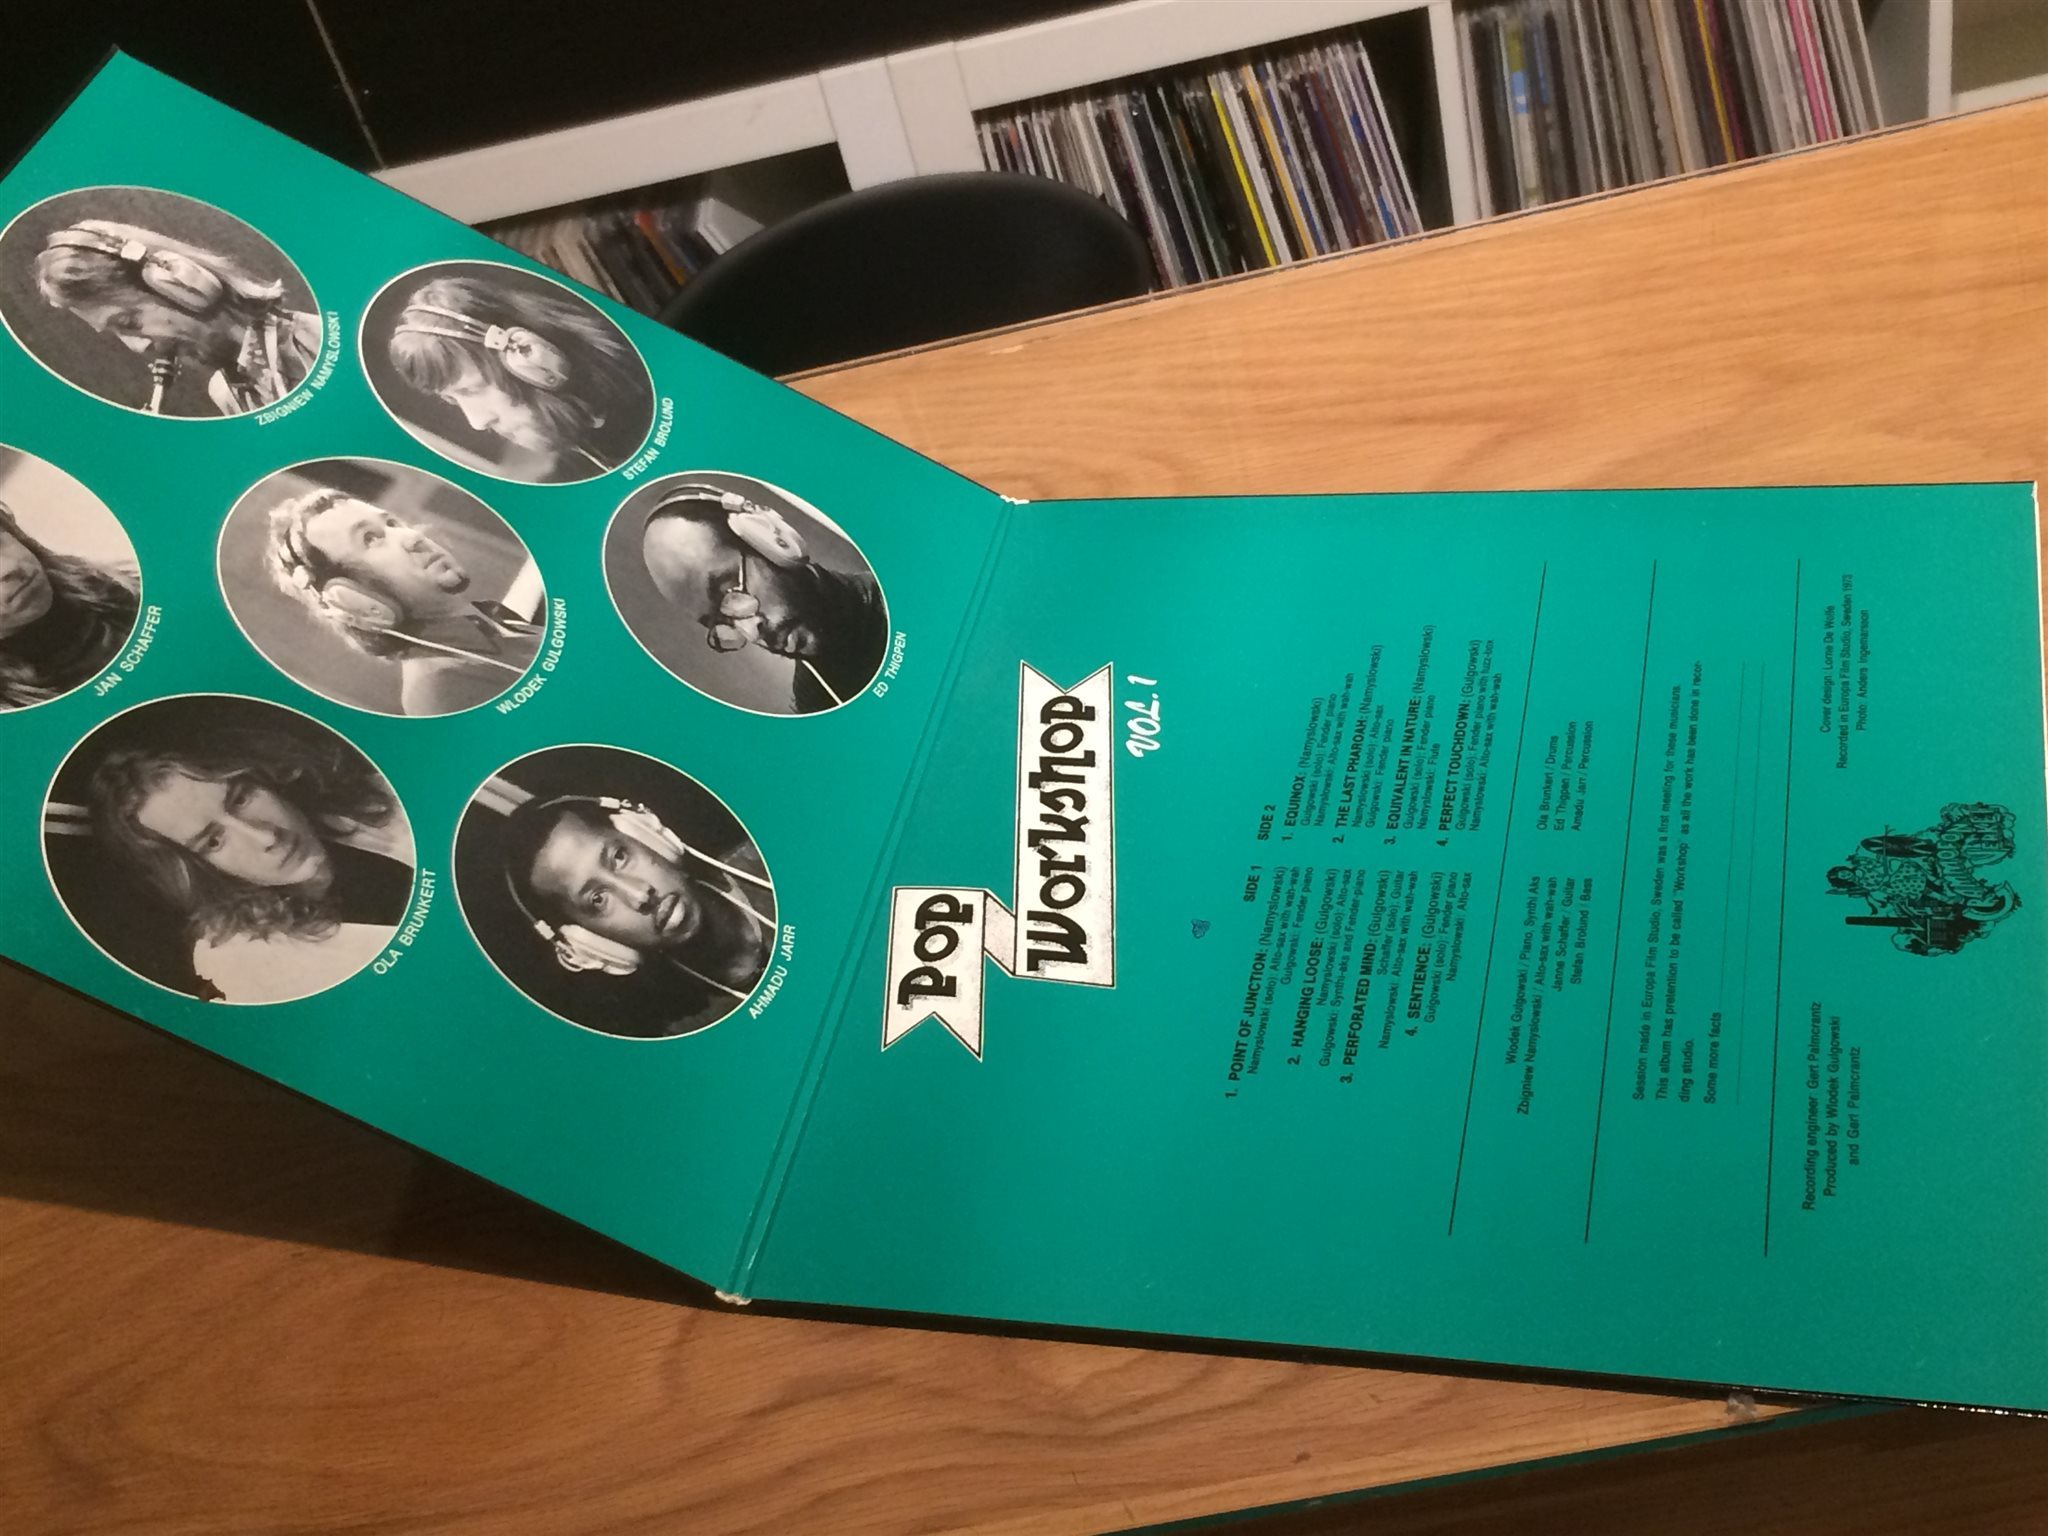 ZBIGNIEW NAMYSLOWSKI
STEFAN BROLUND
JAN SCHAFFER
WLODEK GULGOWSKI
ED THIGPEN
OLA BRUNKERT
AHMADU JARR
Pop
Workshop
VOL. 1
SIDE 1
1. POINT OF JUNCTION: (Namyslowski)
Namyslowski (solo): Alto-sax with wah-wah
Gulgowski: Fender piano
2. HANGING LOOSE: (Gulgowski)
Namyslowski (solo): Alto-sax
Gulgowski: Synthi-aks and Fender-piano
3. PERFORATED MIND: (Gulgowski)
Schaffer (solo): Guitar
Namyslowski: Alto-sax with wah-wah
4. SENTIENCE: (Gulgowski)
Gulgowski (solo): Fender piano
Namyslowski: Alto-sax
SIDE 2
1. EQUINOX: (Namyslowski)
Gulgowski (solo): Fender piano
Namyslowski: Alto-sax with wah-wah
2. THE LAST PHAROAH: (Namyslowski)
Namyslowski (solo): Alto-sax
Gulgowski: Fender piano
3. EQUIVALENT IN NATURE: (Namyslowski)
Gulgowski (solo): Fender piano
Namyslowski: Flute
4. PERFECT TOUCHDOWN: (Gulgowski)
Gulgowski (solo): Fender piano with fuzz-box
Namyslowski: Alto-sax with wah-wah
Wlodek Gulgowski / Piano, Synthi Aks
Zbigniew Namyslowski / Alto-sax with wah-wah
Janne Schaffer / Guitar
Stefan Brolund / Bass
Ola Brunkert / Drums
Ed Thigpen / Percussion
Amadu Jarr / Percussion
Session made in Europa Film Studio, Sweden was a first meeting for these musicians.
This album has pretention to be called "Workshop" as all the work has been done in recor-
ding studio.
Some more facts
Recording engineer Gert Palmcrantz
Produced by Wlodek Gulgowski
and Gert Palmcrantz
Cover design: Lorne De Wolfe
Recorded in Europa Film Studio, Sweden 1973
Photo: Anders Ingemanson